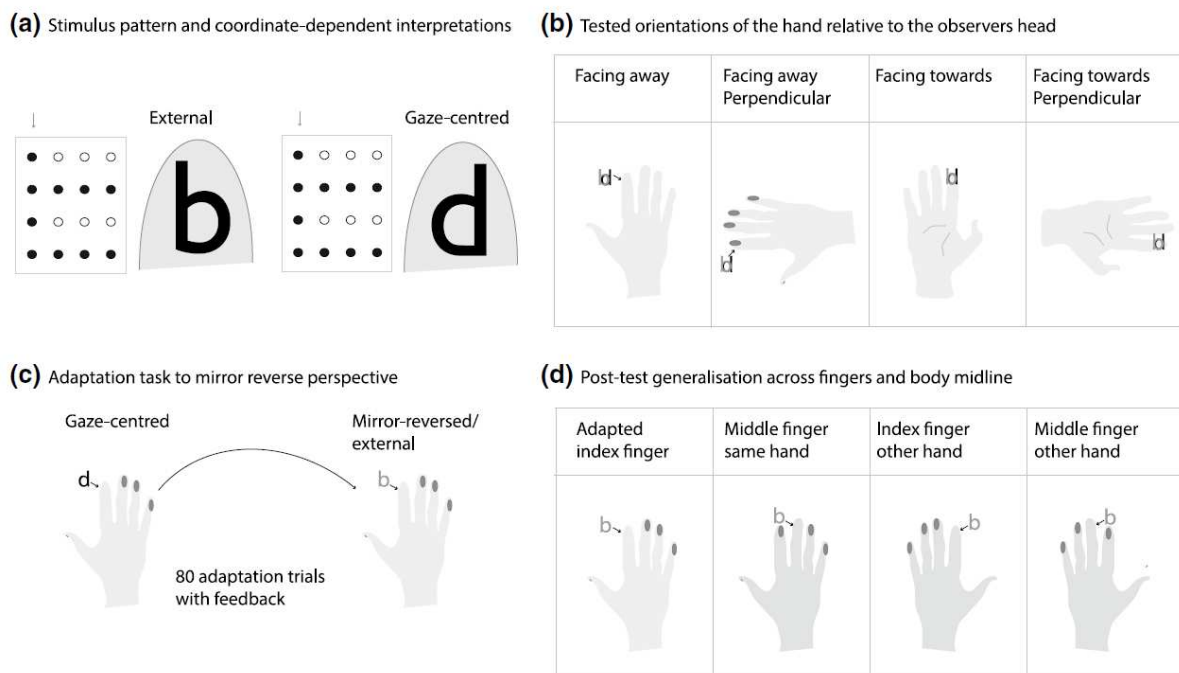 (a) Stimulus pattern and coordinate-dependent interpretations
External
Gaze-centred
b
d
(b) Tested orientations of the hand relative to the observers head
Facing away
Facing away
Perpendicular
Facing towards
Facing towards
Perpendicular
d
d
d
d
(c) Adaptation task to mirror reverse perspective
Gaze-centred
Mirror-reversed/
external
d
b
80 adaptation trials
with feedback
(d) Post-test generalisation across fingers and body midline
Adapted
index finger
Middle finger
same hand
Index finger
other hand
Middle finger
other hand
b
b
b
b